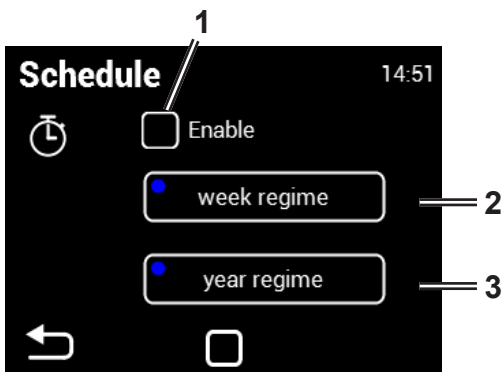 1
Schedule 14:51
Enable
week regime
2
year regime
3